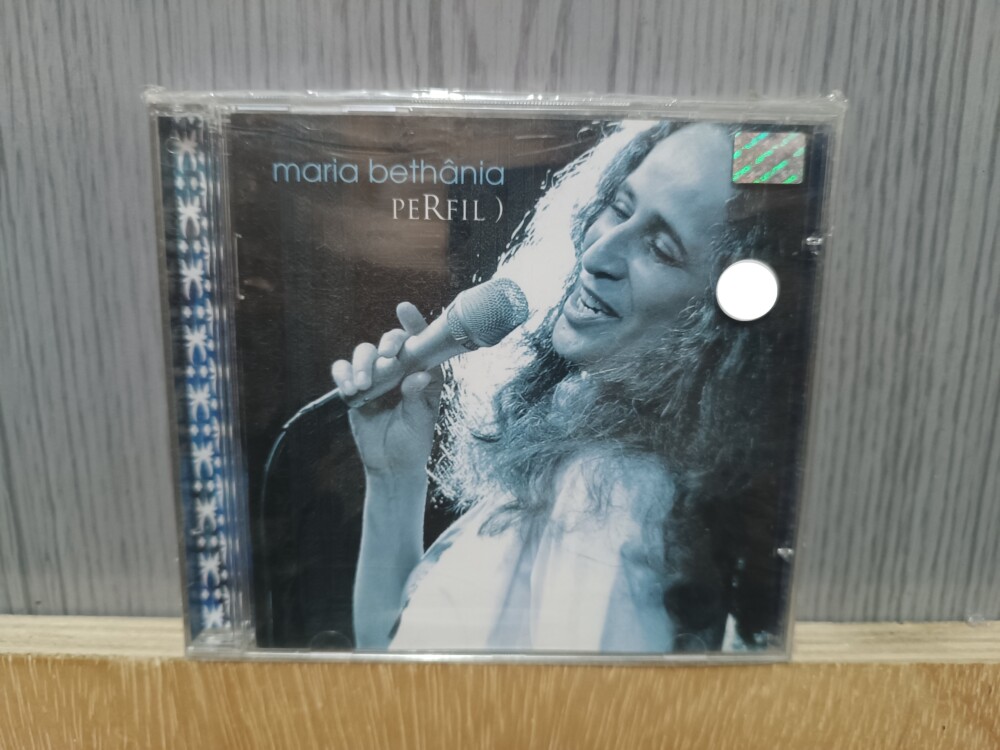 maria bethânia
PERFIL )